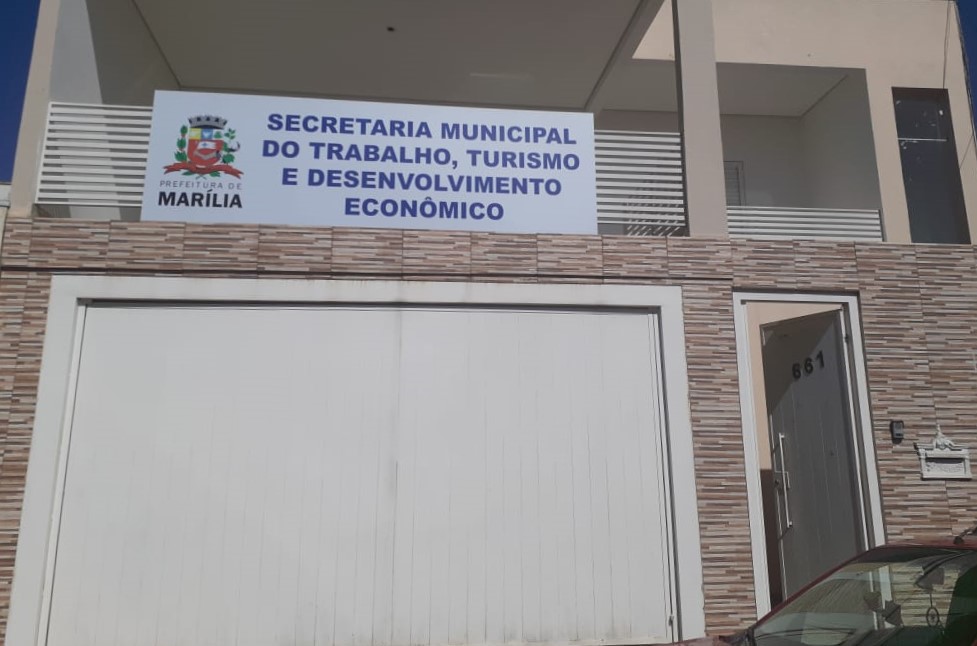 SECRETARIA MUNICIPAL
DO TRABALHO, TURISMO
E DESENVOLVIMENTO
ECONÔMICO
PREFEITURA DE
MARÍLIA
661